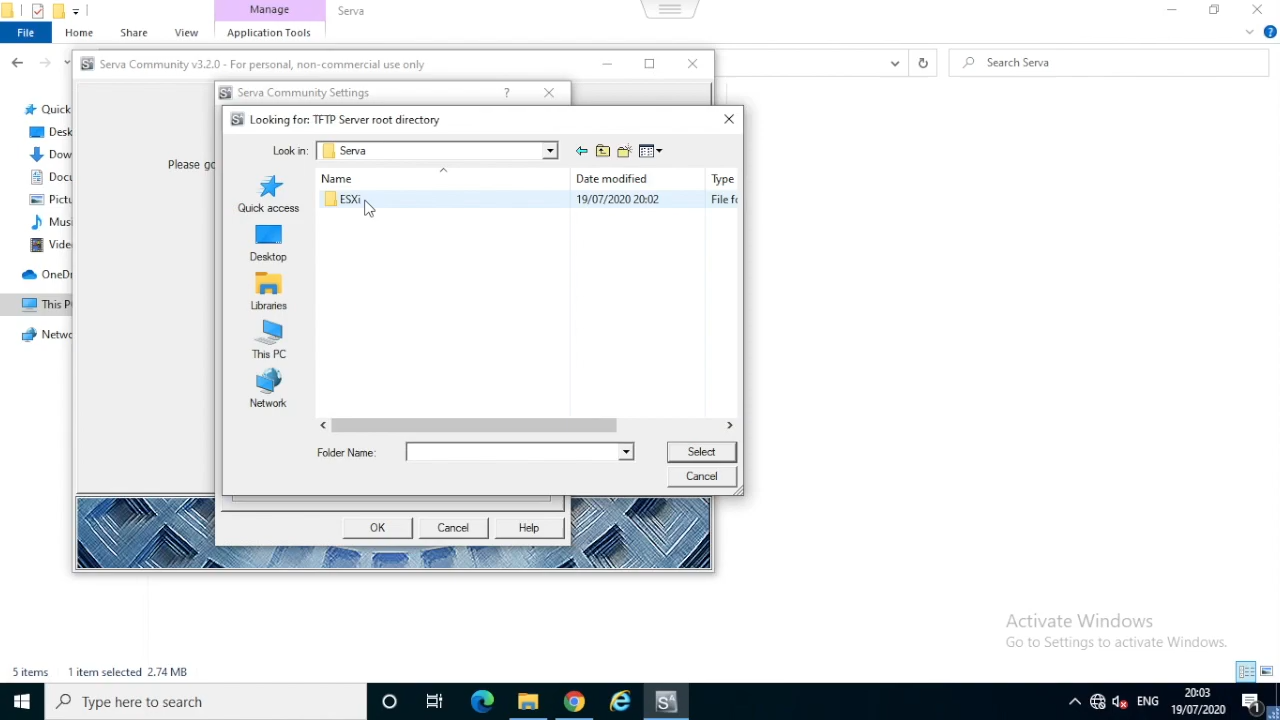 Manage
Serva
File
Home
Share
View
Application Tools
Serva Community v3.2.0 - For personal, non-commercial use only
Search Serva
Serva Community Settings
?
Quick
Desk
Dow
Docu
Pictu
Mus
Vide
OneD
This P
Netwo
Please go
Looking for: TFTP Server root directory
Look in:
Serva
Name
Date modified
Type
ESXi
19/07/2020 20:02
File fo
Quick access
Desktop
Libraries
This PC
Network
Folder Name:
Select
Cancel
OK
Cancel
Help
Activate Windows
Go to Settings to activate Windows.
5 items
1 item selected 2.74 MB
Type here to search
ENG
20:03
19/07/2020
1